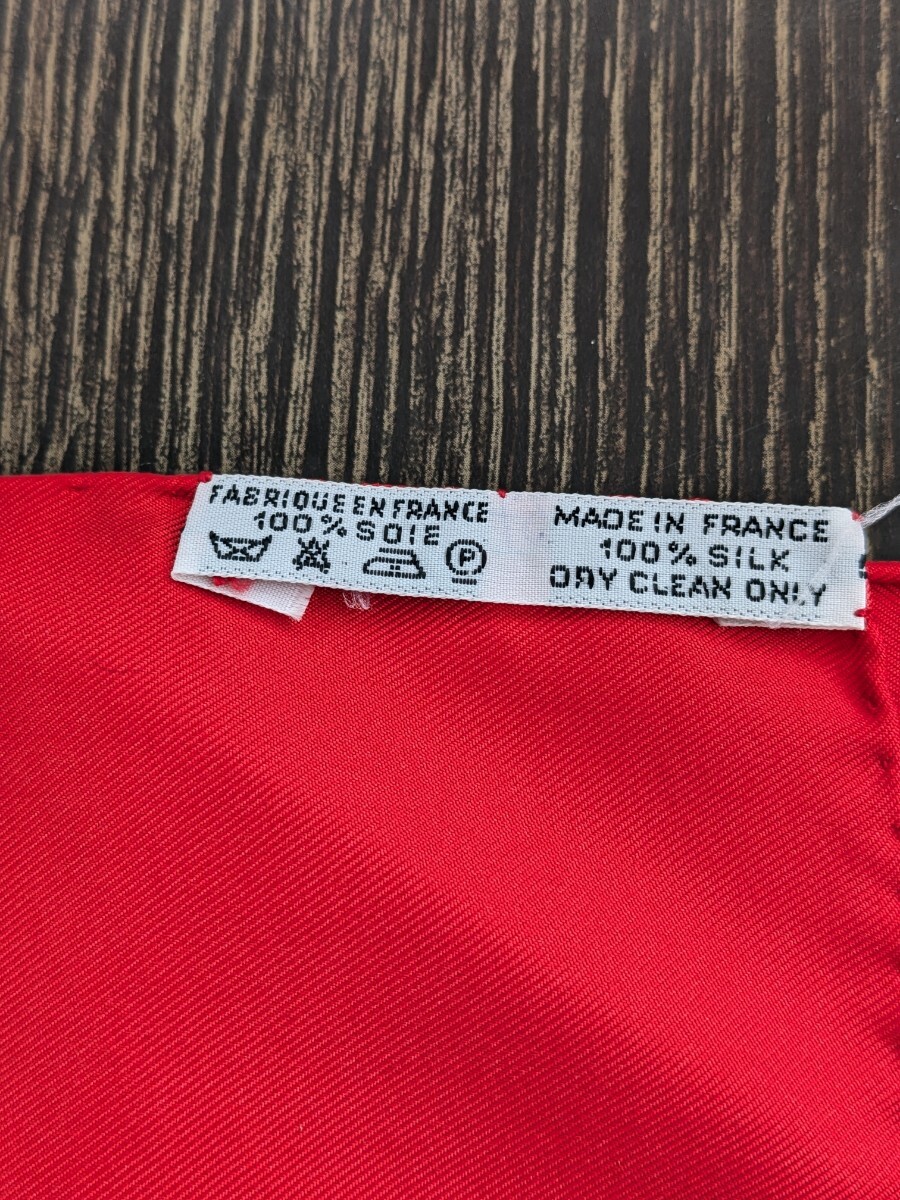 FABRIQUE EN FRANCE
100% SOIE
P
MADE IN FRANCE
100% SILK
DRY CLEAN ONLY